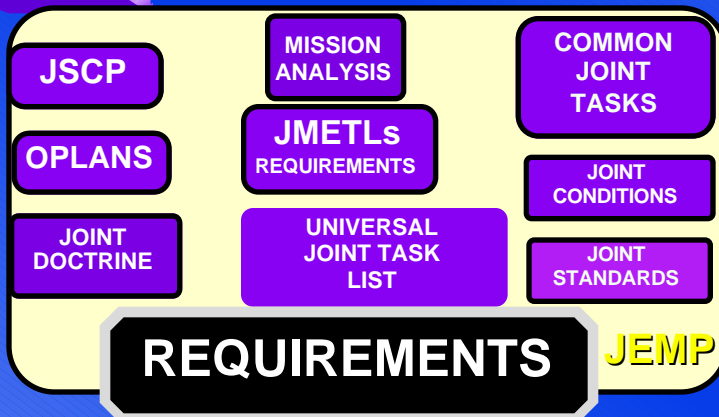 JSCP
MISSION
ANALYSIS
COMMON
JOINT
TASKS
OPLANS
JMETLs
REQUIREMENTS
JOINT
CONDITIONS
JOINT
DOCTRINE
UNIVERSAL
JOINT TASK
LIST
JOINT
STANDARDS
REQUIREMENTS
JEMP